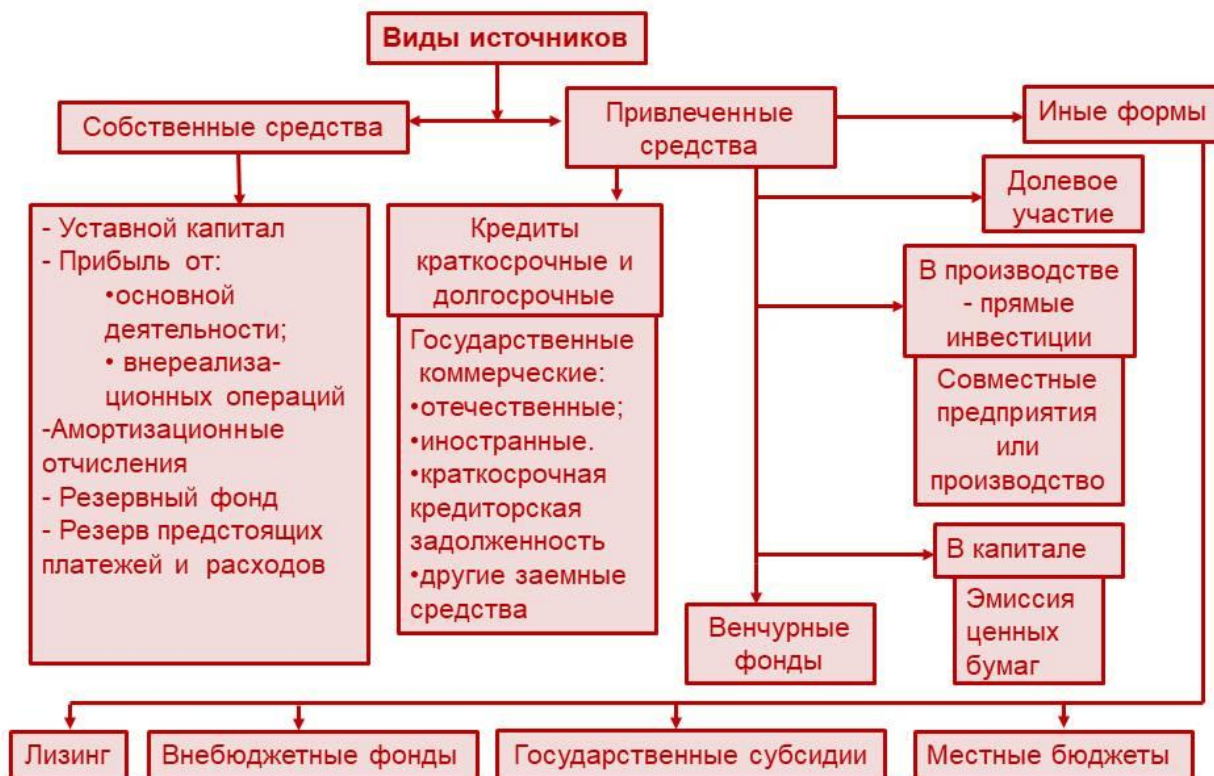 Виды источников
Собственные средства
Привлеченные
средства
Иные формы
- Уставной капитал
- Прибыль от:
•основной
деятельности;
• внереализа-
ционных операций
-Амортизационные
отчисления
- Резервный фонд
- Резерв предстоящих
платежей и расходов
Кредиты
краткосрочные и
долгосрочные
Государственные
коммерческие:
•отечественные;
•иностранные.
•краткосрочная
кредиторская
задолженность
•другие заемные
средства
Долевое
участие
В производстве
- прямые
инвестиции
Совместные
предприятия
или
производство
В капитале
Эмиссия
ценных
бумаг
Венчурные
фонды
Лизинг
Внебюджетные фонды
Государственные субсидии
Местные бюджеты